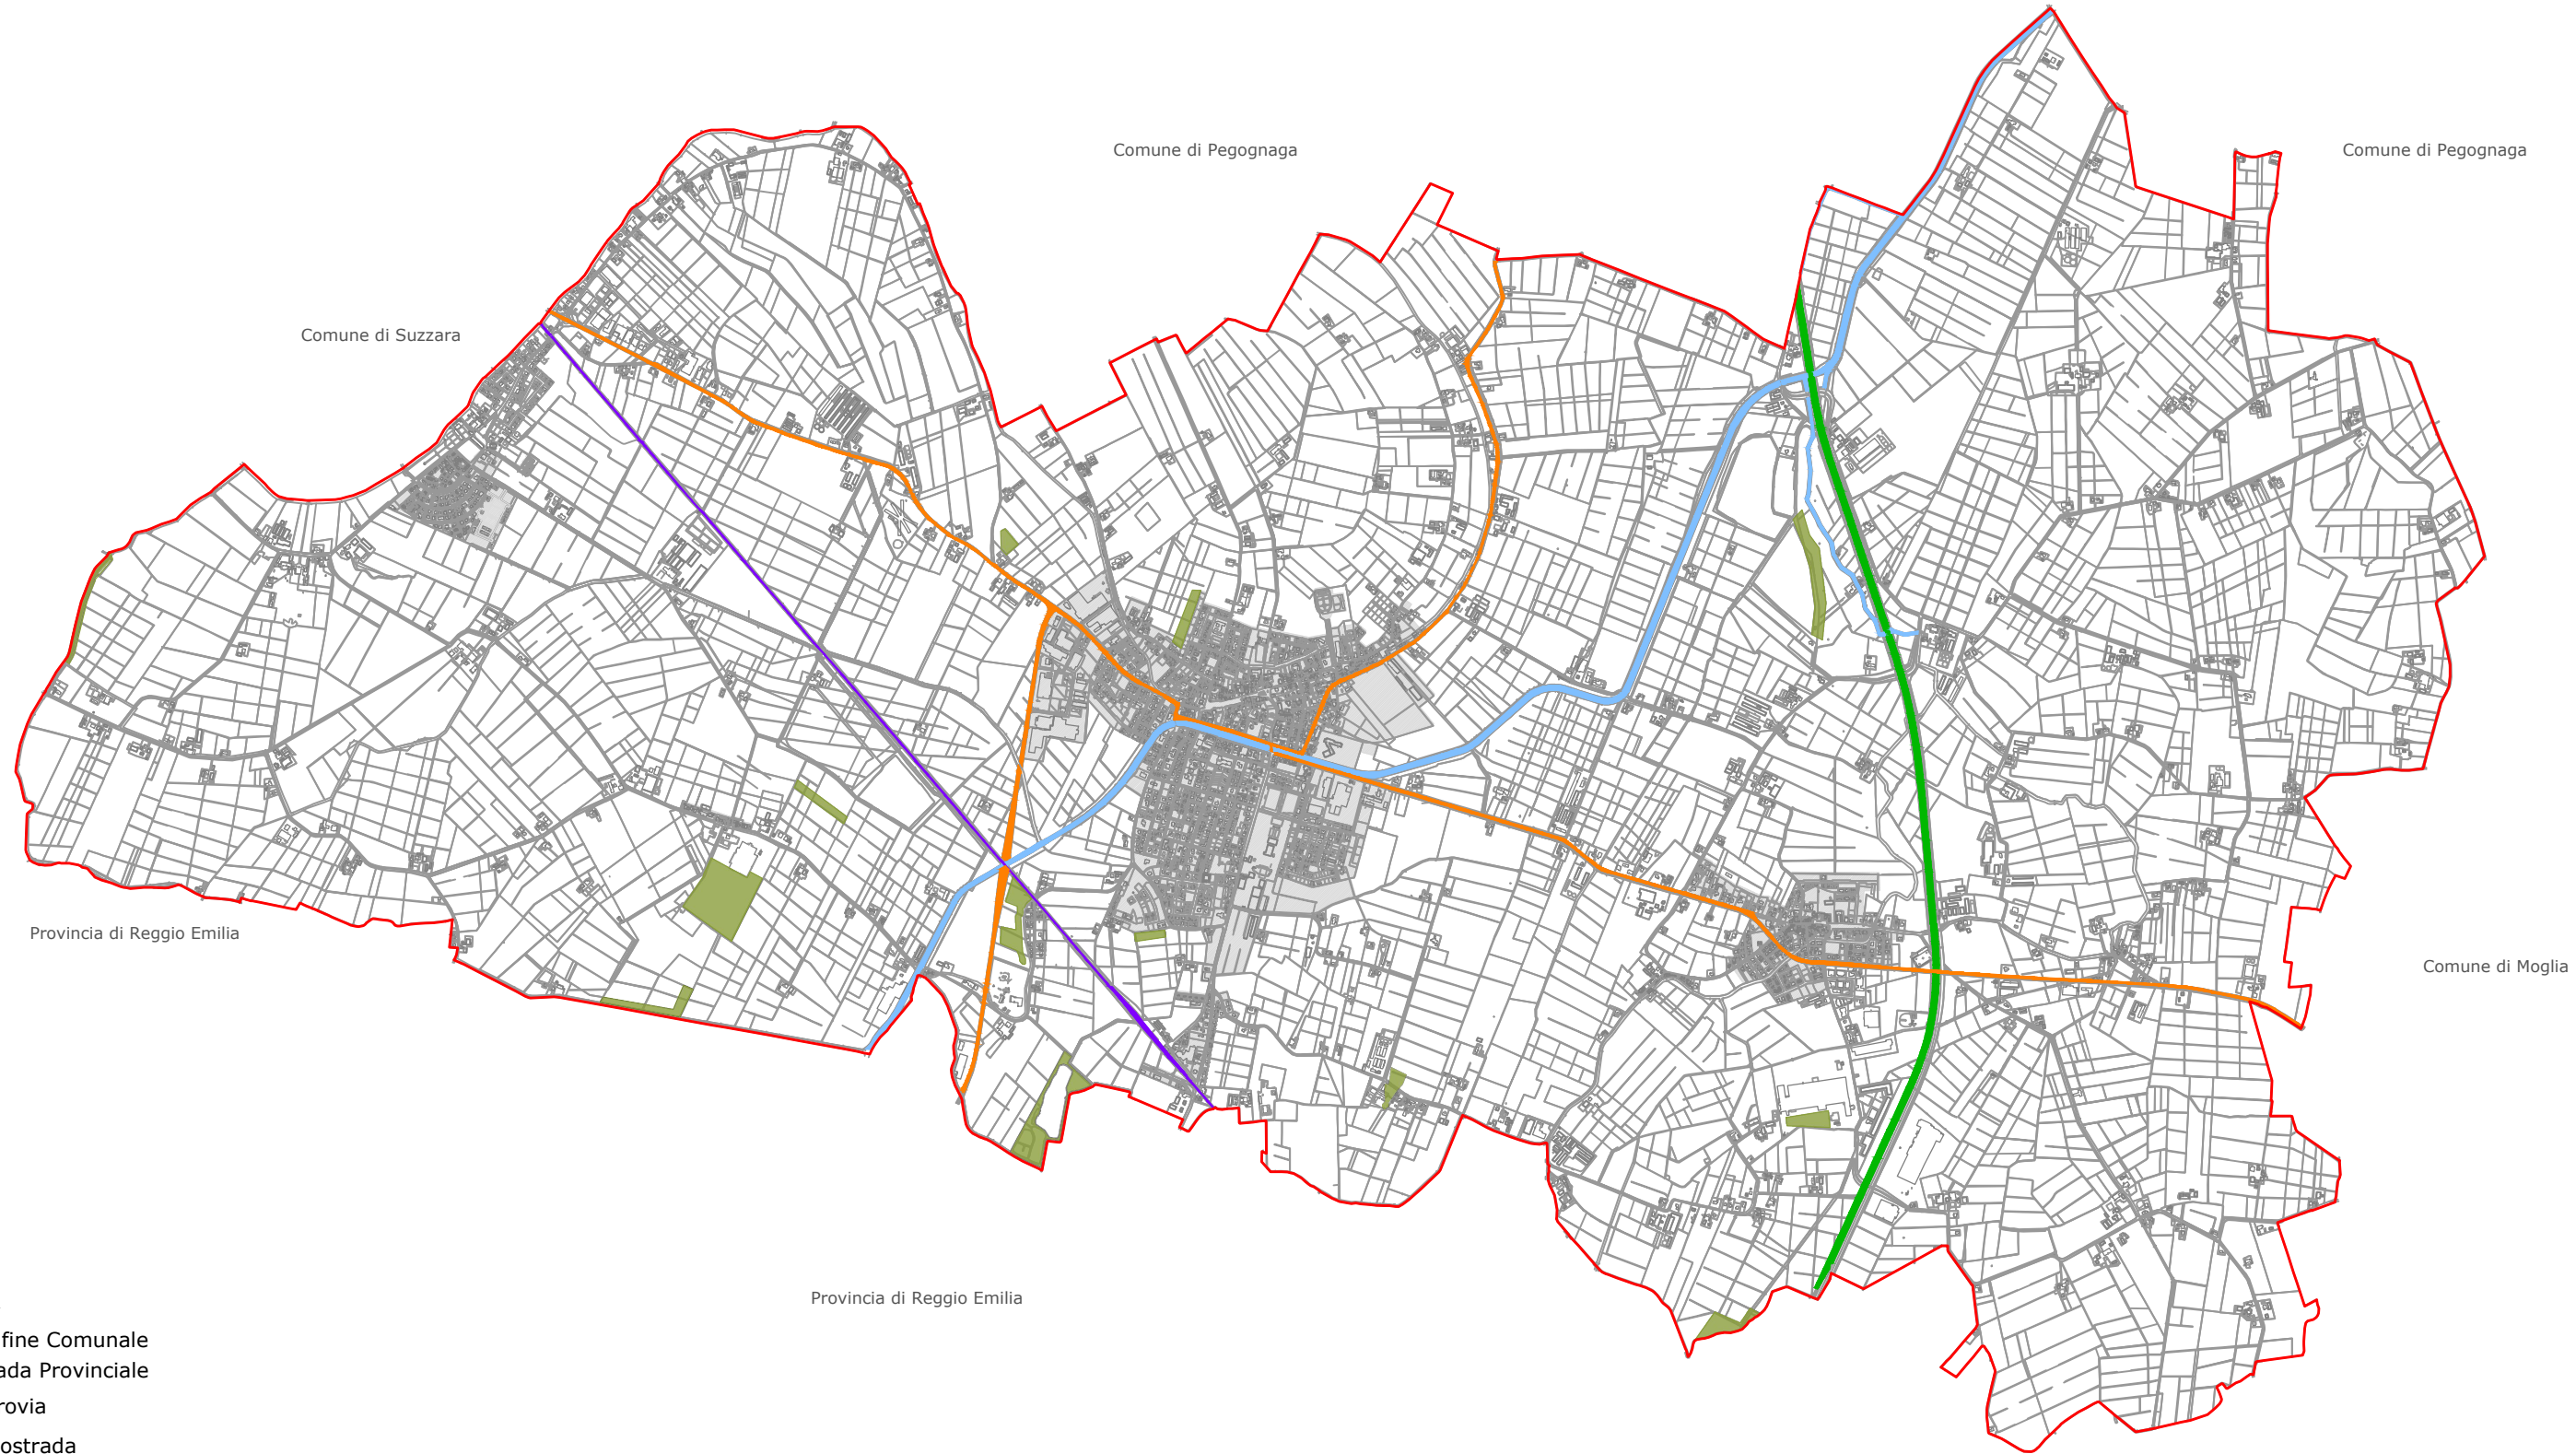 Comune di Pegognaga
Comune di Pegognaga
Comune di Suzzara
Provincia di Reggio Emilia
Comune di Moglia
Provincia di Reggio Emilia
fine Comunale
ada Provinciale
rovia
ostrada